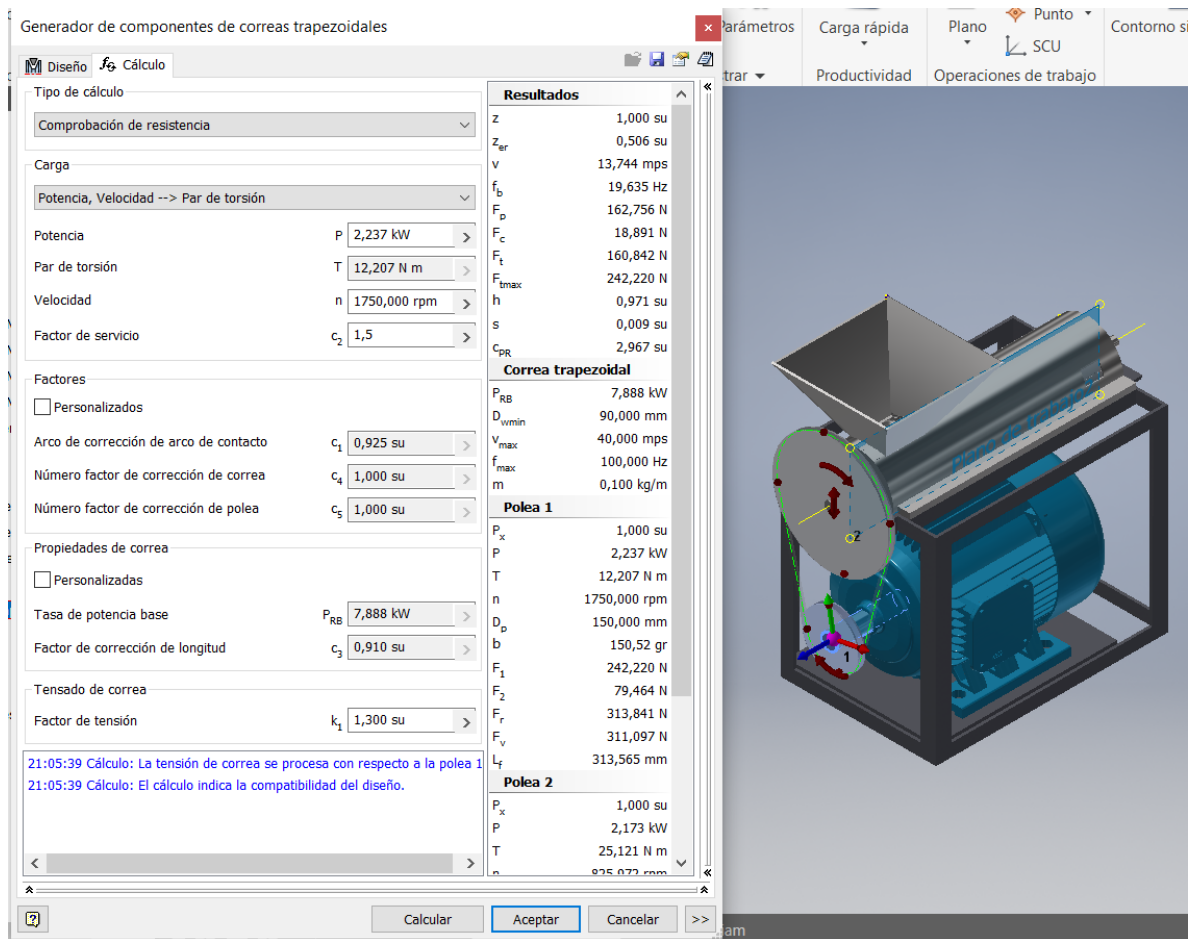 Generador de componentes de correas trapezoidales
Diseño
Cálculo
Tipo de cálculo
Comprobación de resistencia
Carga
Potencia, Velocidad --> Par de torsión
Potencia P 2,237 kW
Par de torsión T 12,207 N m
Velocidad n 1750,000 rpm
Factor de servicio c2 1,5
Factores
Personalizados
Arco de corrección de arco de contacto c1 0,925 su
Número factor de corrección de correa c4 1,000 su
Número factor de corrección de polea c5 1,000 su
Propiedades de correa
Personalizadas
Tasa de potencia base PRB 7,888 kW
Factor de corrección de longitud c3 0,910 su
Tensado de correa
Factor de tensión k1 1,300 su
21:05:39 Cálculo: La tensión de correa se procesa con respecto a la polea 1
21:05:39 Cálculo: El cálculo indica la compatibilidad del diseño.
Calcular
Aceptar
Cancelar
>>
Resultados
z 1,000 su
zer 0,506 su
v 13,744 mps
fb 19,635 Hz
Fp 162,756 N
Fc 18,891 N
Ft 160,842 N
Ftmax 242,220 N
h 0,971 su
s 0,009 su
cPR 2,967 su
Correa trapezoidal
PRB 7,888 kW
Dwmin 90,000 mm
vmax 40,000 mps
fmax 100,000 Hz
m 0,100 kg/m
Polea 1
Px 1,000 su
P 2,237 kW
T 12,207 N m
n 1750,000 rpm
Dp 150,000 mm
b 150,52 gr
F1 242,220 N
F2 79,464 N
Fr 313,841 N
Fv 311,097 N
Lf 313,565 mm
Polea 2
Px 1,000 su
P 2,173 kW
T 25,121 N m
n 825,972 rpm
Parámetros
Carga rápida
Productividad
Plano
Punto
SCU
Operaciones de trabajo
Contorno si
trar
Plano de trabajo
2
1
am